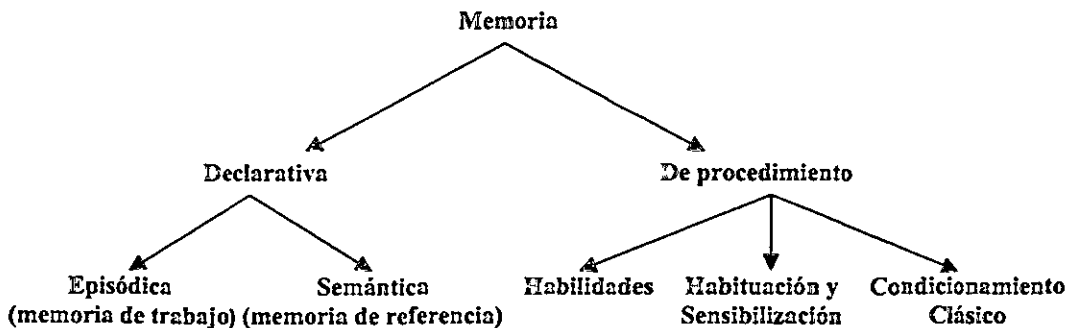 Memoria
Declarativa
De procedimiento
Episódica
(memoria de trabajo)
Semántica
(memoria de referencia)
Habilidades
Habituación y
Sensibilización
Condicionamiento
Clásico